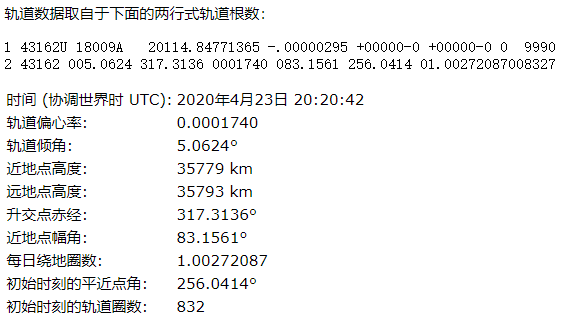 轨道数据取自于下面的两行式轨道根数:
1 43162U 18009A   20114.84771365 -.00000295 +00000-0 +00000-0 0  9990
2 43162 005.0624 317.3136 0001740 083.1561 256.0414 01.00272087008327
时间 (协调世界时 UTC): 2020年4月23日 20:20:42
轨道偏心率: 0.0001740
轨道倾角: 5.0624°
近地点高度: 35779 km
远地点高度: 35793 km
升交点赤经: 317.3136°
近地点幅角: 83.1561°
每日绕地圈数: 1.00272087
初始时刻的平近点角: 256.0414°
初始时刻的轨道圈数: 832